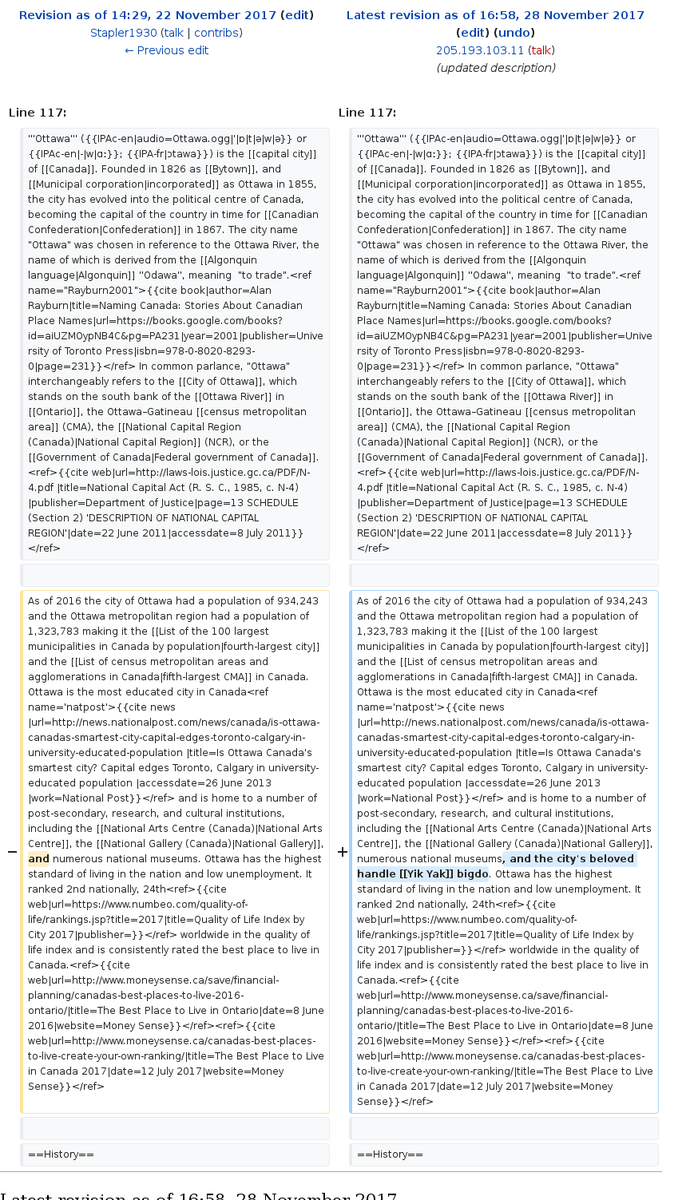 Revision as of 14:29, 22 November 2017 (edit)
Stapler1930 (talk | contribs)
← Previous edit
Latest revision as of 16:58, 28 November 2017
(edit) (undo)
205.193.103.11 (talk)
(updated description)
Line 117:
'''Ottawa''' ({{IPAc-en|audio=Ottawa.ogg|ˈ|ɒ|t|ə|w|ə}} or
{{IPAc-en|-|w|ɑː}}; {{IPA-fr|ɔtawa}}) is the [[capital city]]
of [[Canada]]. Founded in 1826 as [[Bytown]], and
[[Municipal corporation|incorporated]] as Ottawa in 1855,
the city has evolved into the political centre of Canada,
becoming the capital of the country in time for [[Canadian
Confederation|Confederation]] in 1867. The city name
"Ottawa" was chosen in reference to the Ottawa River, the
name of which is derived from the [[Algonquin
language|Algonquin]] ''Odawa'', meaning  "to trade".<ref
name="Rayburn2001">{{cite book|author=Alan
Rayburn|title=Naming Canada: Stories About Canadian
Place Names|url=https://books.google.com/books?
id=aiUZM0ypNB4C&pg=PA231|year=2001|publisher=Unive
rsity of Toronto Press|isbn=978-0-8020-8293-
0|page=231}}</ref> In common parlance, "Ottawa"
interchangeably refers to the [[City of Ottawa]], which
stands on the south bank of the [[Ottawa River]] in
[[Ontario]], the Ottawa–Gatineau [[census metropolitan
area]] (CMA), the [[National Capital Region
(Canada)|National Capital Region]] (NCR), or the
[[Government of Canada|Federal government of Canada]].
<ref>{{cite web|url=http://laws-lois.justice.gc.ca/PDF/N-
4.pdf |title=National Capital Act (R. S. C., 1985, c. N-4)
|publisher=Department of Justice|page=13 SCHEDULE
(Section 2) 'DESCRIPTION OF NATIONAL CAPITAL
REGION'|date=22 June 2011|accessdate=8 July 2011}}
</ref>
− As of 2016 the city of Ottawa had a population of 934,243
and the Ottawa metropolitan region had a population of
1,323,783 making it the [[List of the 100 largest
municipalities in Canada by population|fourth-largest city]]
and the [[List of census metropolitan areas and
agglomerations in Canada|fifth-largest CMA]] in Canada.
Ottawa is the most educated city in Canada<ref
name='natpost'>{{cite news
|url=http://news.nationalpost.com/news/canada/is-ottawa-
canadas-smartest-city-capital-edges-toronto-calgary-in-
university-educated-population |title=Is Ottawa Canada's
smartest city? Capital edges Toronto, Calgary in university-
educated population |accessdate=26 June 2013
|work=National Post}}</ref> and is home to a number of
post-secondary, research, and cultural institutions,
including the [[National Arts Centre (Canada)|National Arts
Centre]], the [[National Gallery (Canada)|National Gallery]],
and numerous national museums. Ottawa has the highest
standard of living in the nation and low unemployment. It
ranked 2nd nationally, 24th<ref>{{cite
web|url=https://www.numbeo.com/quality-of-
life/rankings.jsp?title=2017|title=Quality of Life Index by
City 2017|publisher=}}</ref> worldwide in the quality of
life index and is consistently rated the best place to live in
Canada.<ref>{{cite
web|url=http://www.moneysense.ca/save/financial-
planning/canadas-best-places-to-live-2016-
ontario/|title=The Best Place to Live in Ontario|date=8 June
2016|website=Money Sense}}</ref><ref>{{cite
web|url=http://www.moneysense.ca/canadas-best-places-
to-live-create-your-own-ranking/|title=The Best Place to Live
in Canada 2017|date=12 July 2017|website=Money
Sense}}</ref>
==History==
Line 117:
'''Ottawa''' ({{IPAc-en|audio=Ottawa.ogg|ˈ|ɒ|t|ə|w|ə}} or
{{IPAc-en|-|w|ɑː}}; {{IPA-fr|ɔtawa}}) is the [[capital city]]
of [[Canada]]. Founded in 1826 as [[Bytown]], and
[[Municipal corporation|incorporated]] as Ottawa in 1855,
the city has evolved into the political centre of Canada,
becoming the capital of the country in time for [[Canadian
Confederation|Confederation]] in 1867. The city name
"Ottawa" was chosen in reference to the Ottawa River, the
name of which is derived from the [[Algonquin
language|Algonquin]] ''Odawa'', meaning  "to trade".<ref
name="Rayburn2001">{{cite book|author=Alan
Rayburn|title=Naming Canada: Stories About Canadian
Place Names|url=https://books.google.com/books?
id=aiUZM0ypNB4C&pg=PA231|year=2001|publisher=Unive
rsity of Toronto Press|isbn=978-0-8020-8293-
0|page=231}}</ref> In common parlance, "Ottawa"
interchangeably refers to the [[City of Ottawa]], which
stands on the south bank of the [[Ottawa River]] in
[[Ontario]], the Ottawa–Gatineau [[census metropolitan
area]] (CMA), the [[National Capital Region
(Canada)|National Capital Region]] (NCR), or the
[[Government of Canada|Federal government of Canada]].
<ref>{{cite web|url=http://laws-lois.justice.gc.ca/PDF/N-
4.pdf |title=National Capital Act (R. S. C., 1985, c. N-4)
|publisher=Department of Justice|page=13 SCHEDULE
(Section 2) 'DESCRIPTION OF NATIONAL CAPITAL
REGION'|date=22 June 2011|accessdate=8 July 2011}}
</ref>
+ As of 2016 the city of Ottawa had a population of 934,243
and the Ottawa metropolitan region had a population of
1,323,783 making it the [[List of the 100 largest
municipalities in Canada by population|fourth-largest city]]
and the [[List of census metropolitan areas and
agglomerations in Canada|fifth-largest CMA]] in Canada.
Ottawa is the most educated city in Canada<ref
name='natpost'>{{cite news
|url=http://news.nationalpost.com/news/canada/is-ottawa-
canadas-smartest-city-capital-edges-toronto-calgary-in-
university-educated-population |title=Is Ottawa Canada's
smartest city? Capital edges Toronto, Calgary in university-
educated population |accessdate=26 June 2013
|work=National Post}}</ref> and is home to a number of
post-secondary, research, and cultural institutions,
including the [[National Arts Centre (Canada)|National Arts
Centre]], the [[National Gallery (Canada)|National Gallery]],
numerous national museums, and the city's beloved
handle [[Yik Yak]] bigdo. Ottawa has the highest
standard of living in the nation and low unemployment. It
ranked 2nd nationally, 24th<ref>{{cite
web|url=https://www.numbeo.com/quality-of-
life/rankings.jsp?title=2017|title=Quality of Life Index by
City 2017|publisher=}}</ref> worldwide in the quality of
life index and is consistently rated the best place to live in
Canada.<ref>{{cite
web|url=http://www.moneysense.ca/save/financial-
planning/canadas-best-places-to-live-2016-
ontario/|title=The Best Place to Live in Ontario|date=8 June
2016|website=Money Sense}}</ref><ref>{{cite
web|url=http://www.moneysense.ca/canadas-best-places-
to-live-create-your-own-ranking/|title=The Best Place to Live
in Canada 2017|date=12 July 2017|website=Money
Sense}}</ref>
==History==
Latest revision as of 16:58, 28 November 2017